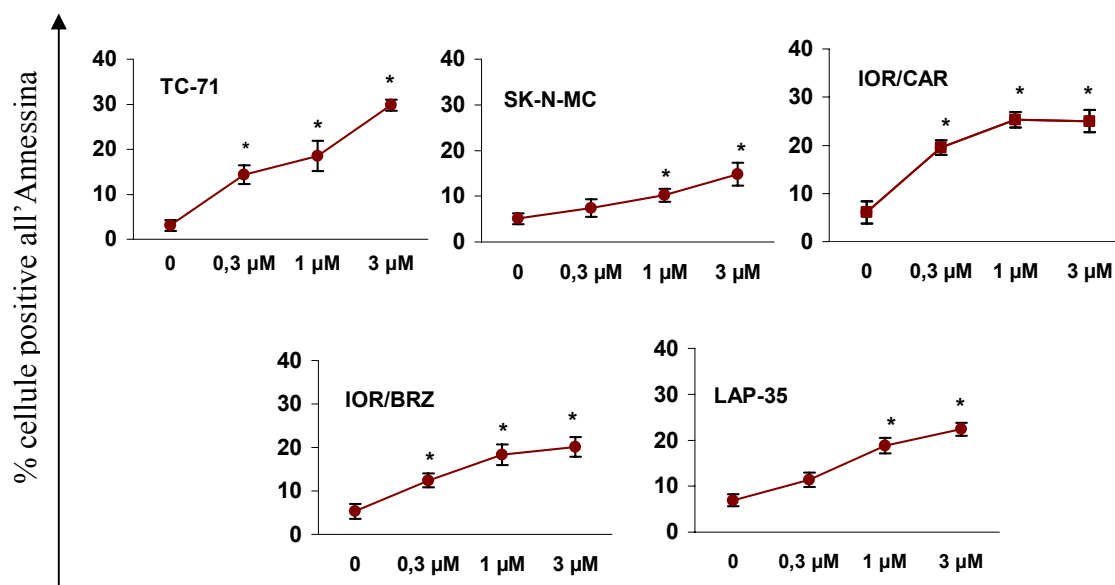 % cellule positive all’Annessina
TC-71
40
30
20
10
0
* * *
0 0,3 µM 1 µM 3 µM
SK-N-MC
40
30
20
10
0
* *
0 0,3 µM 1 µM 3 µM
IOR/CAR
40
30
20
10
0
* * *
0 0,3 µM 1 µM 3 µM
IOR/BRZ
40
30
20
10
0
* * *
0 0,3 µM 1 µM 3 µM
LAP-35
40
30
20
10
0
* *
0 0,3 µM 1 µM 3 µM